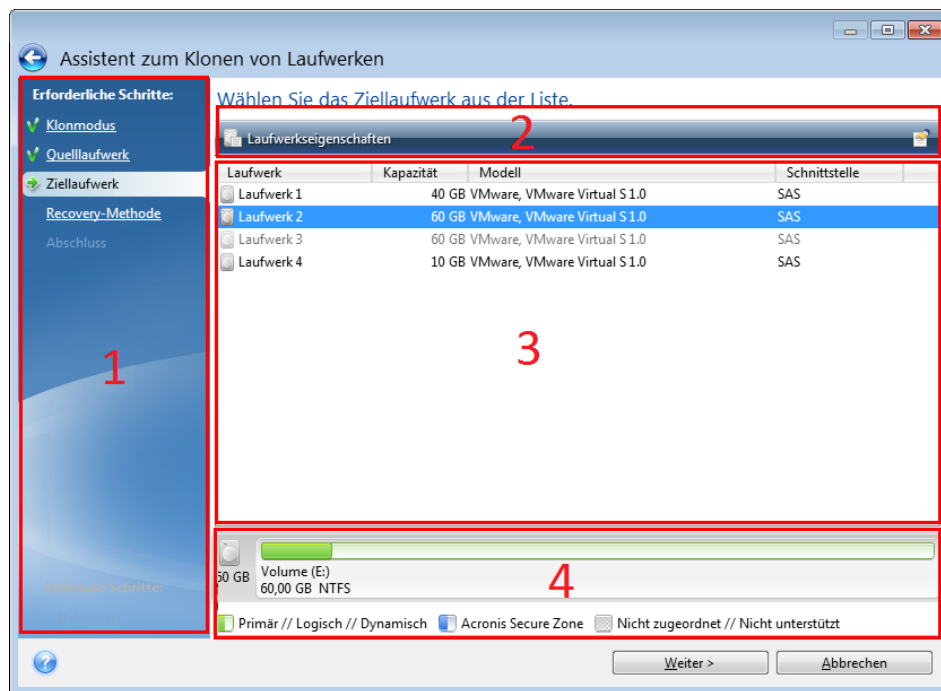 Assistent zum Klonen von Laufwerken
Erforderliche Schritte:
Klonmodus
Quelllaufwerk
Ziellaufwerk
Recovery-Methode
Abschluss
1
Wählen Sie das Ziellaufwerk aus der Liste.
Laufwerkseigenschaften
2
Laufwerk Kapazität Modell Schnittstelle
Laufwerk 1 40 GB VMware, VMware Virtual S 1.0 SAS
Laufwerk 2 60 GB VMware, VMware Virtual S 1.0 SAS
Laufwerk 3 60 GB VMware, VMware Virtual S 1.0 SAS
Laufwerk 4 10 GB VMware, VMware Virtual S 1.0 SAS
3
60 GB
Volume (E:)
60,00 GB NTFS
4
Primär // Logisch // Dynamisch Acronis Secure Zone Nicht zugeordnet // Nicht unterstützt
Weiter > Abbrechen